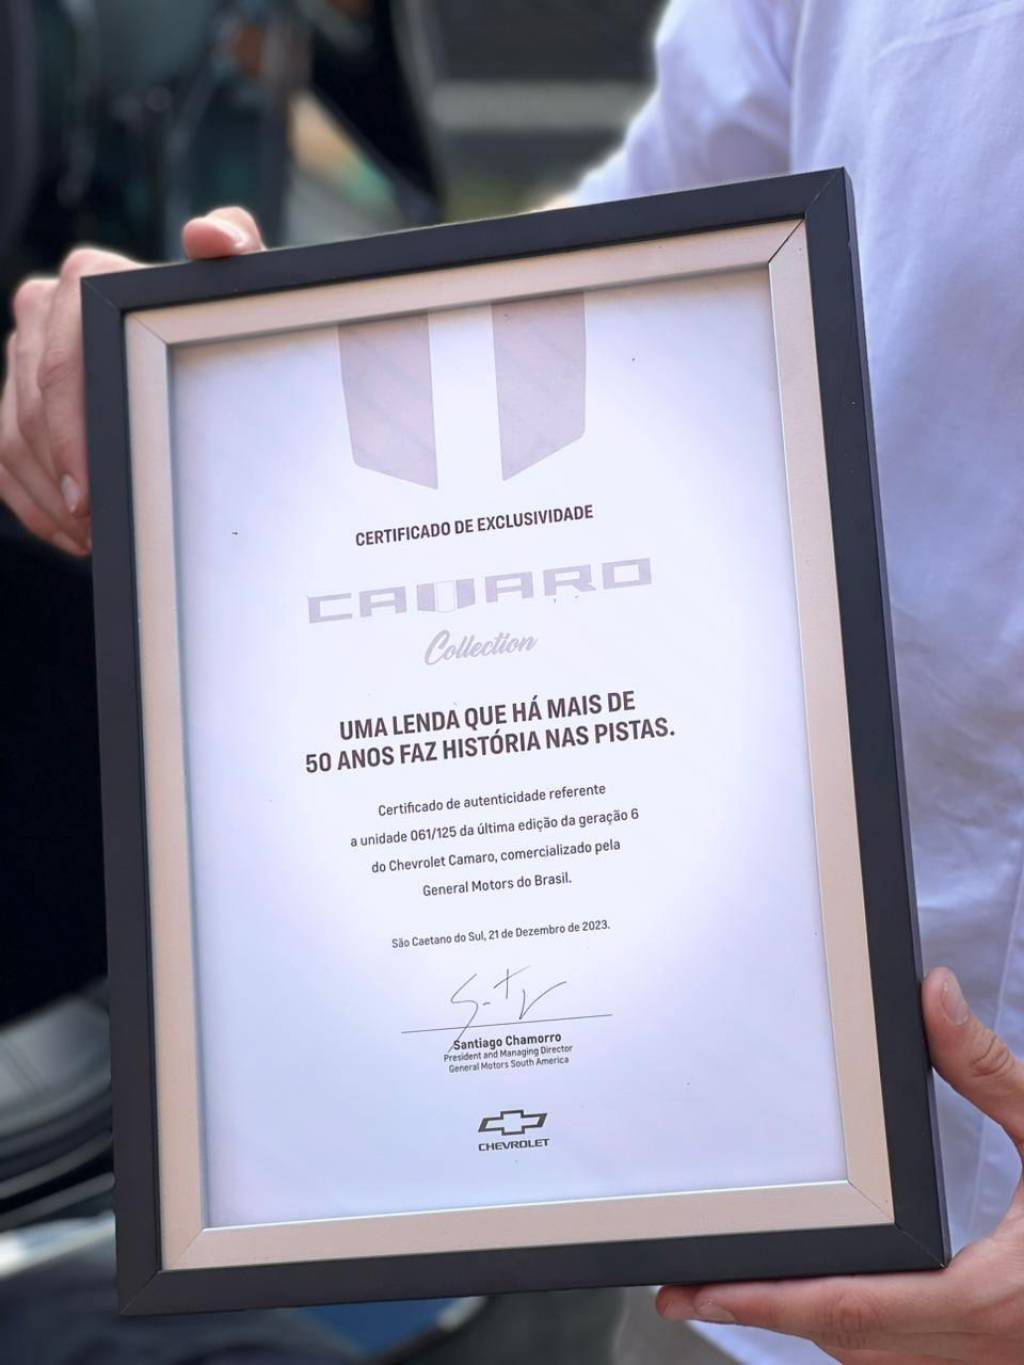 CERTIFICADO DE EXCLUSIVIDADE
CAMARO
Collection
UMA LENDA QUE HÁ MAIS DE
50 ANOS FAZ HISTÓRIA NAS PISTAS.
Certificado de autenticidade referente
a unidade 061/125 da última edição da geração 6
do Chevrolet Camaro, comercializado pela
General Motors do Brasil.
São Caetano do Sul, 21 de Dezembro de 2023.
Santiago Chamorro
President and Managing Director
General Motors South America
CHEVROLET